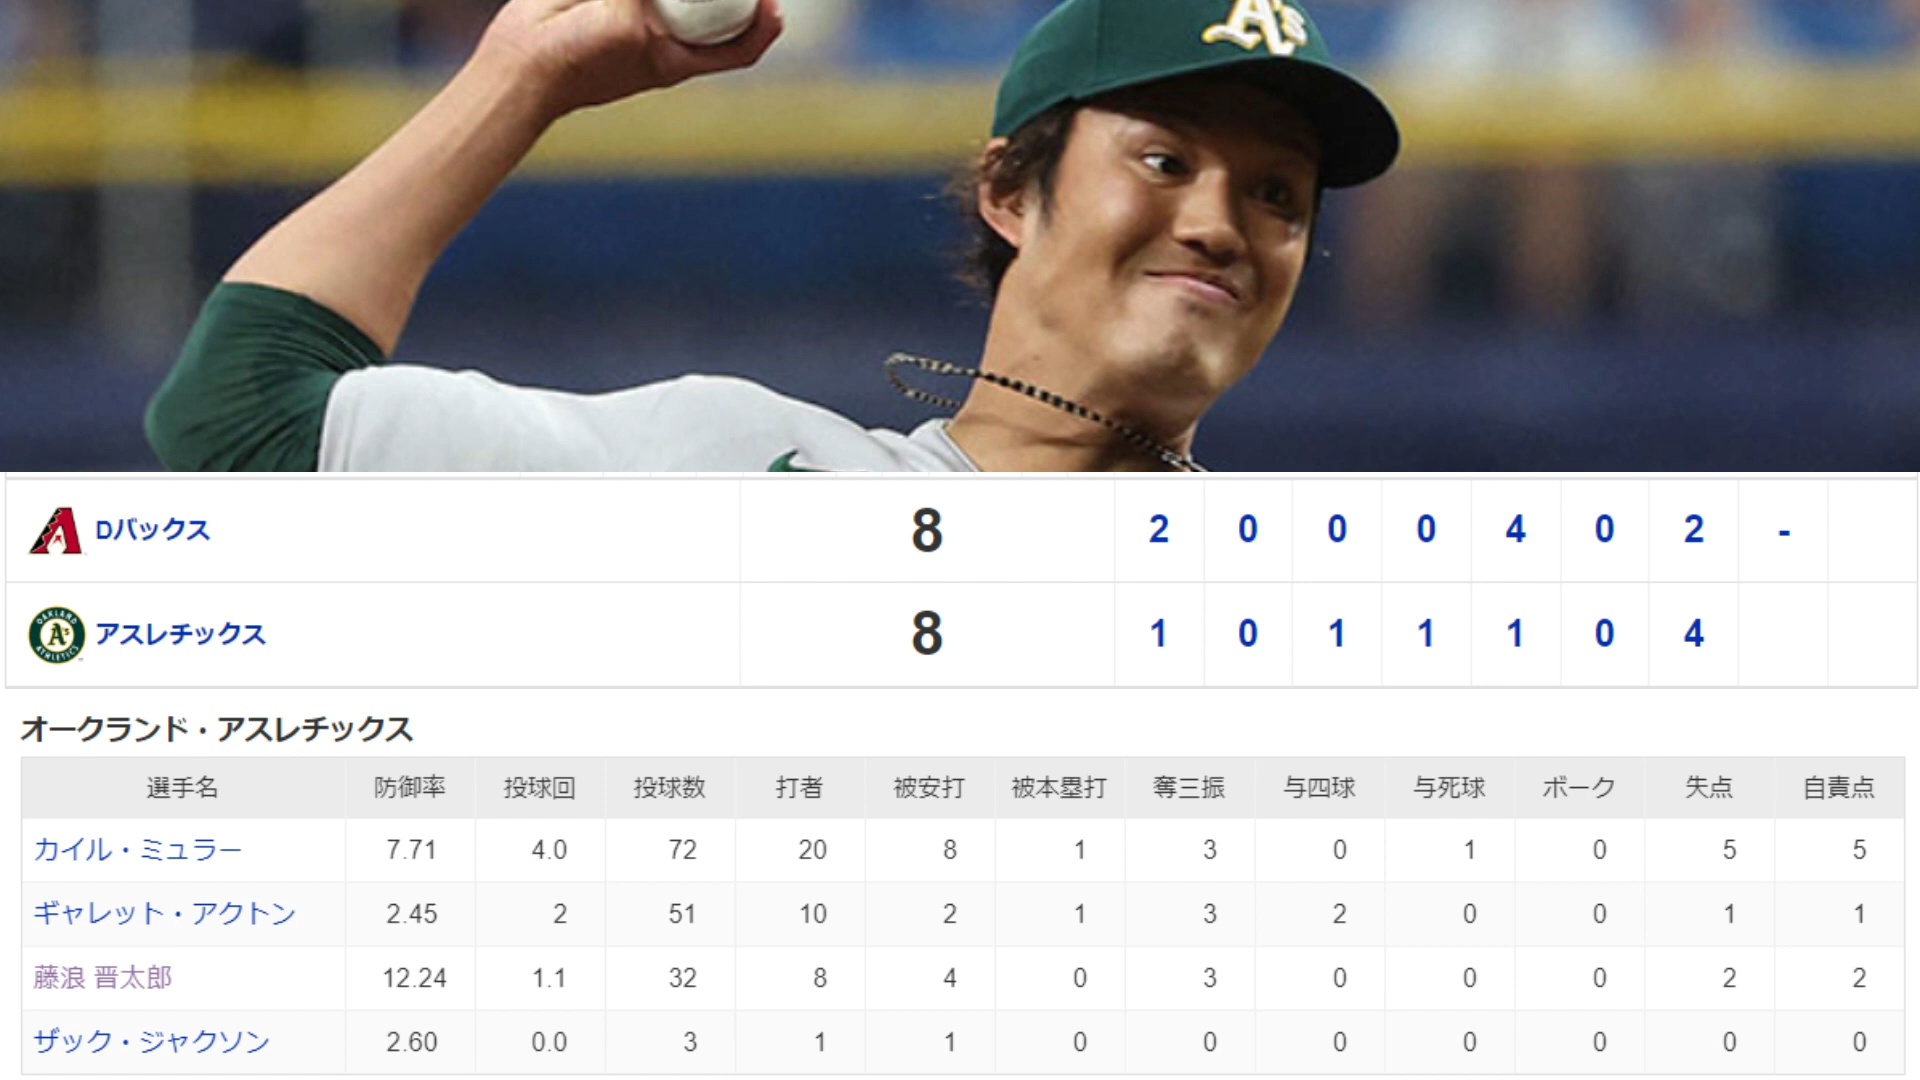 A's
Dバックス 8 2 0 0 0 4 0 2 -
アスレチックス 8 1 0 1 1 1 0 4
オークランド・アスレチックス
選手名 防御率 投球回 投球数 打者 被安打 被本塁打 奪三振 与四球 与死球 ボーク 失点 自責点
カイル・ミュラー 7.71 4.0 72 20 8 1 3 0 1 0 5 5
ギャレット・アクトン 2.45 2 51 10 2 1 3 2 0 0 1 1
藤浪 晋太郎 12.24 1.1 32 8 4 0 3 0 0 0 2 2
ザック・ジャクソン 2.60 0.0 3 1 1 0 0 0 0 0 0 0